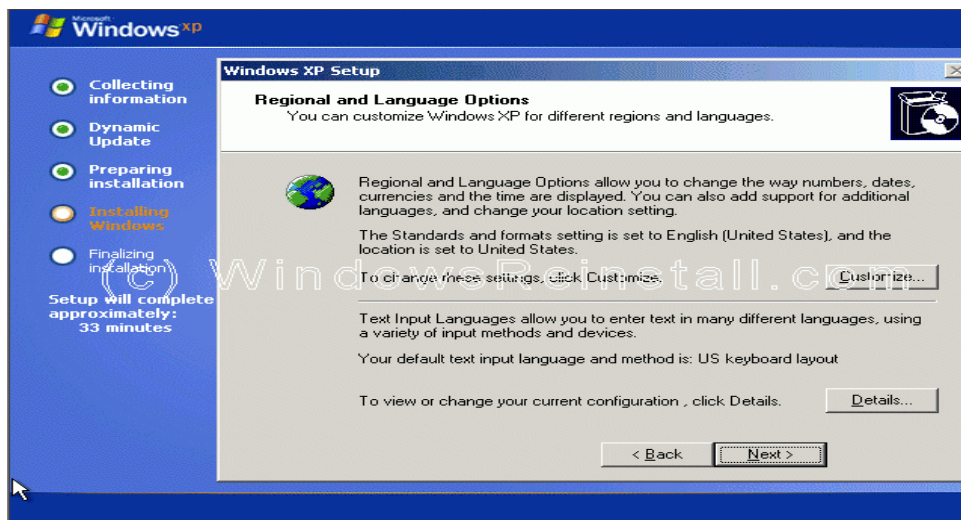 Microsoft
Windows xp
Collecting
information
Dynamic
Update
Preparing
installation
Installing
Windows
Finalizing
installation
Setup will complete
approximately:
33 minutes
Windows XP Setup
Regional and Language Options
You can customize Windows XP for different regions and languages.
Regional and Language Options allow you to change the way numbers, dates,
currencies and the time are displayed. You can also add support for additional
languages, and change your location setting.
The Standards and formats setting is set to English (United States), and the
location is set to United States.
To change these settings, click Customize.
Customize...
(c) WindowsReinstall.com
Text Input Languages allow you to enter text in many different languages, using
a variety of input methods and devices.
Your default text input language and method is: US keyboard layout
To view or change your current configuration , click Details.
Details...
< Back
Next >